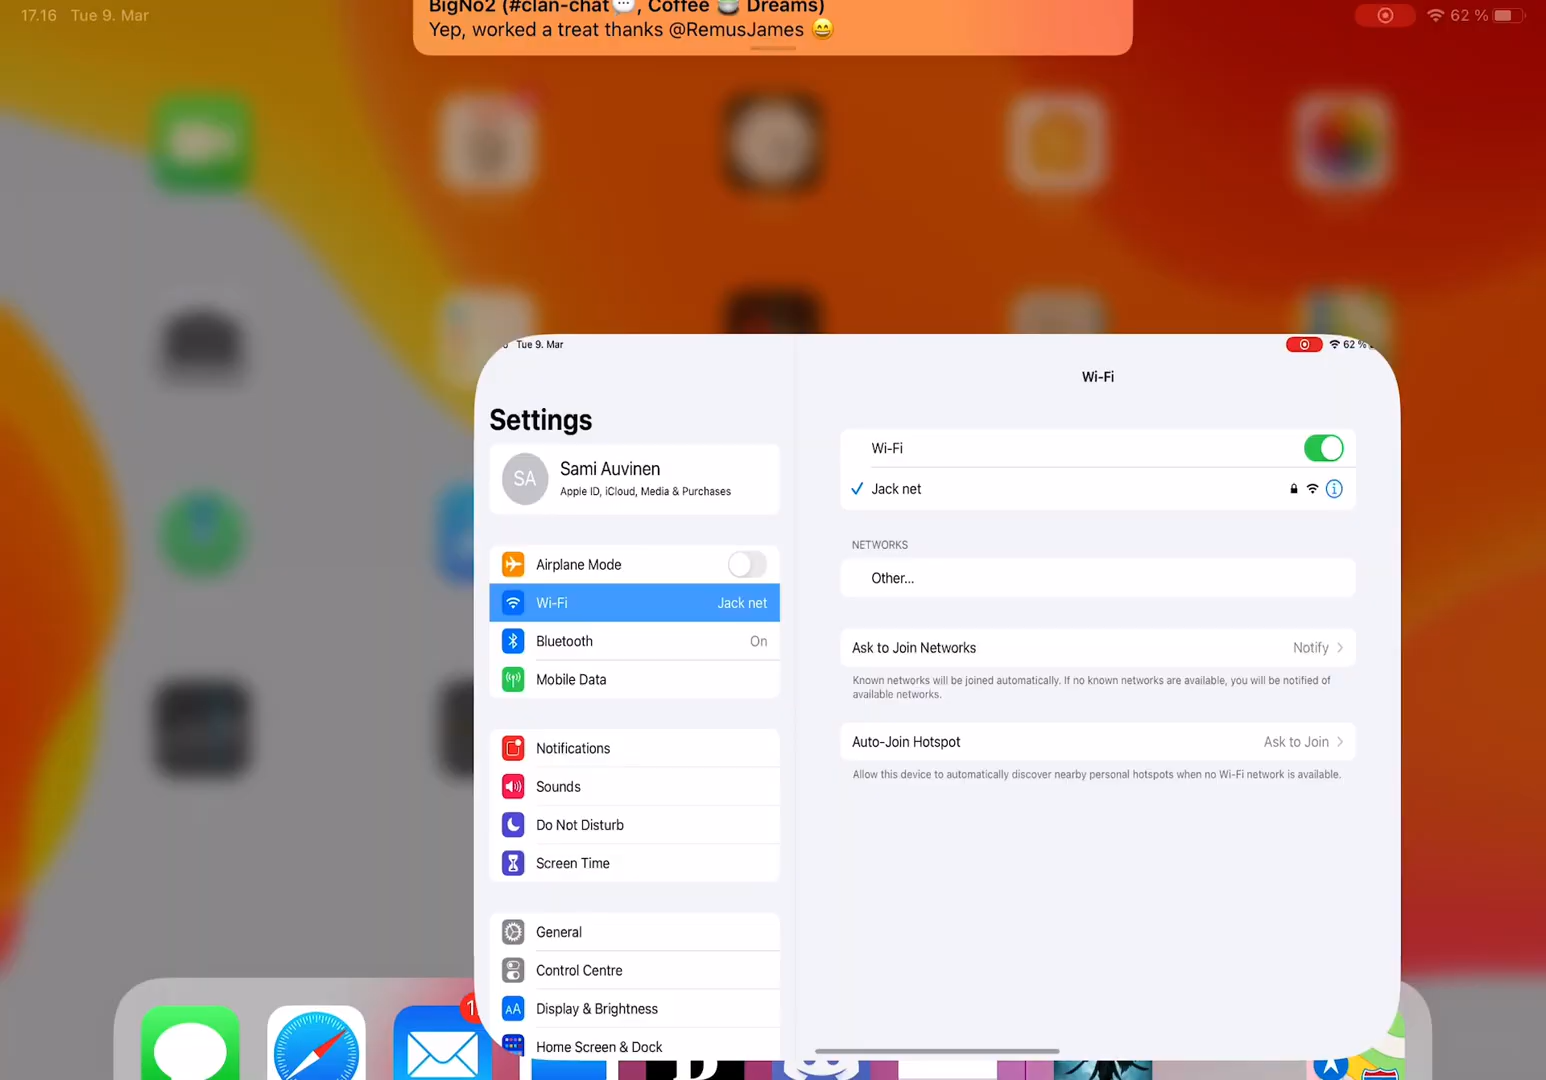 17.16 Tue 9. Mar
62 %
BigNo2 (#clan-chat💬, Coffee ☕ Dreams)
Yep, worked a treat thanks @RemusJames 😄
Tue 9. Mar
62 %
Settings
SA
Sami Auvinen
Apple ID, iCloud, Media & Purchases
Airplane Mode
Wi-Fi Jack net
Bluetooth On
Mobile Data
Notifications
Sounds
Do Not Disturb
Screen Time
General
Control Centre
AA Display & Brightness
Home Screen & Dock
Wi-Fi
Wi-Fi
Jack net
NETWORKS
Other...
Ask to Join Networks Notify
Known networks will be joined automatically. If no known networks are available, you will be notified of
available networks.
Auto-Join Hotspot Ask to Join
Allow this device to automatically discover nearby personal hotspots when no Wi-Fi network is available.